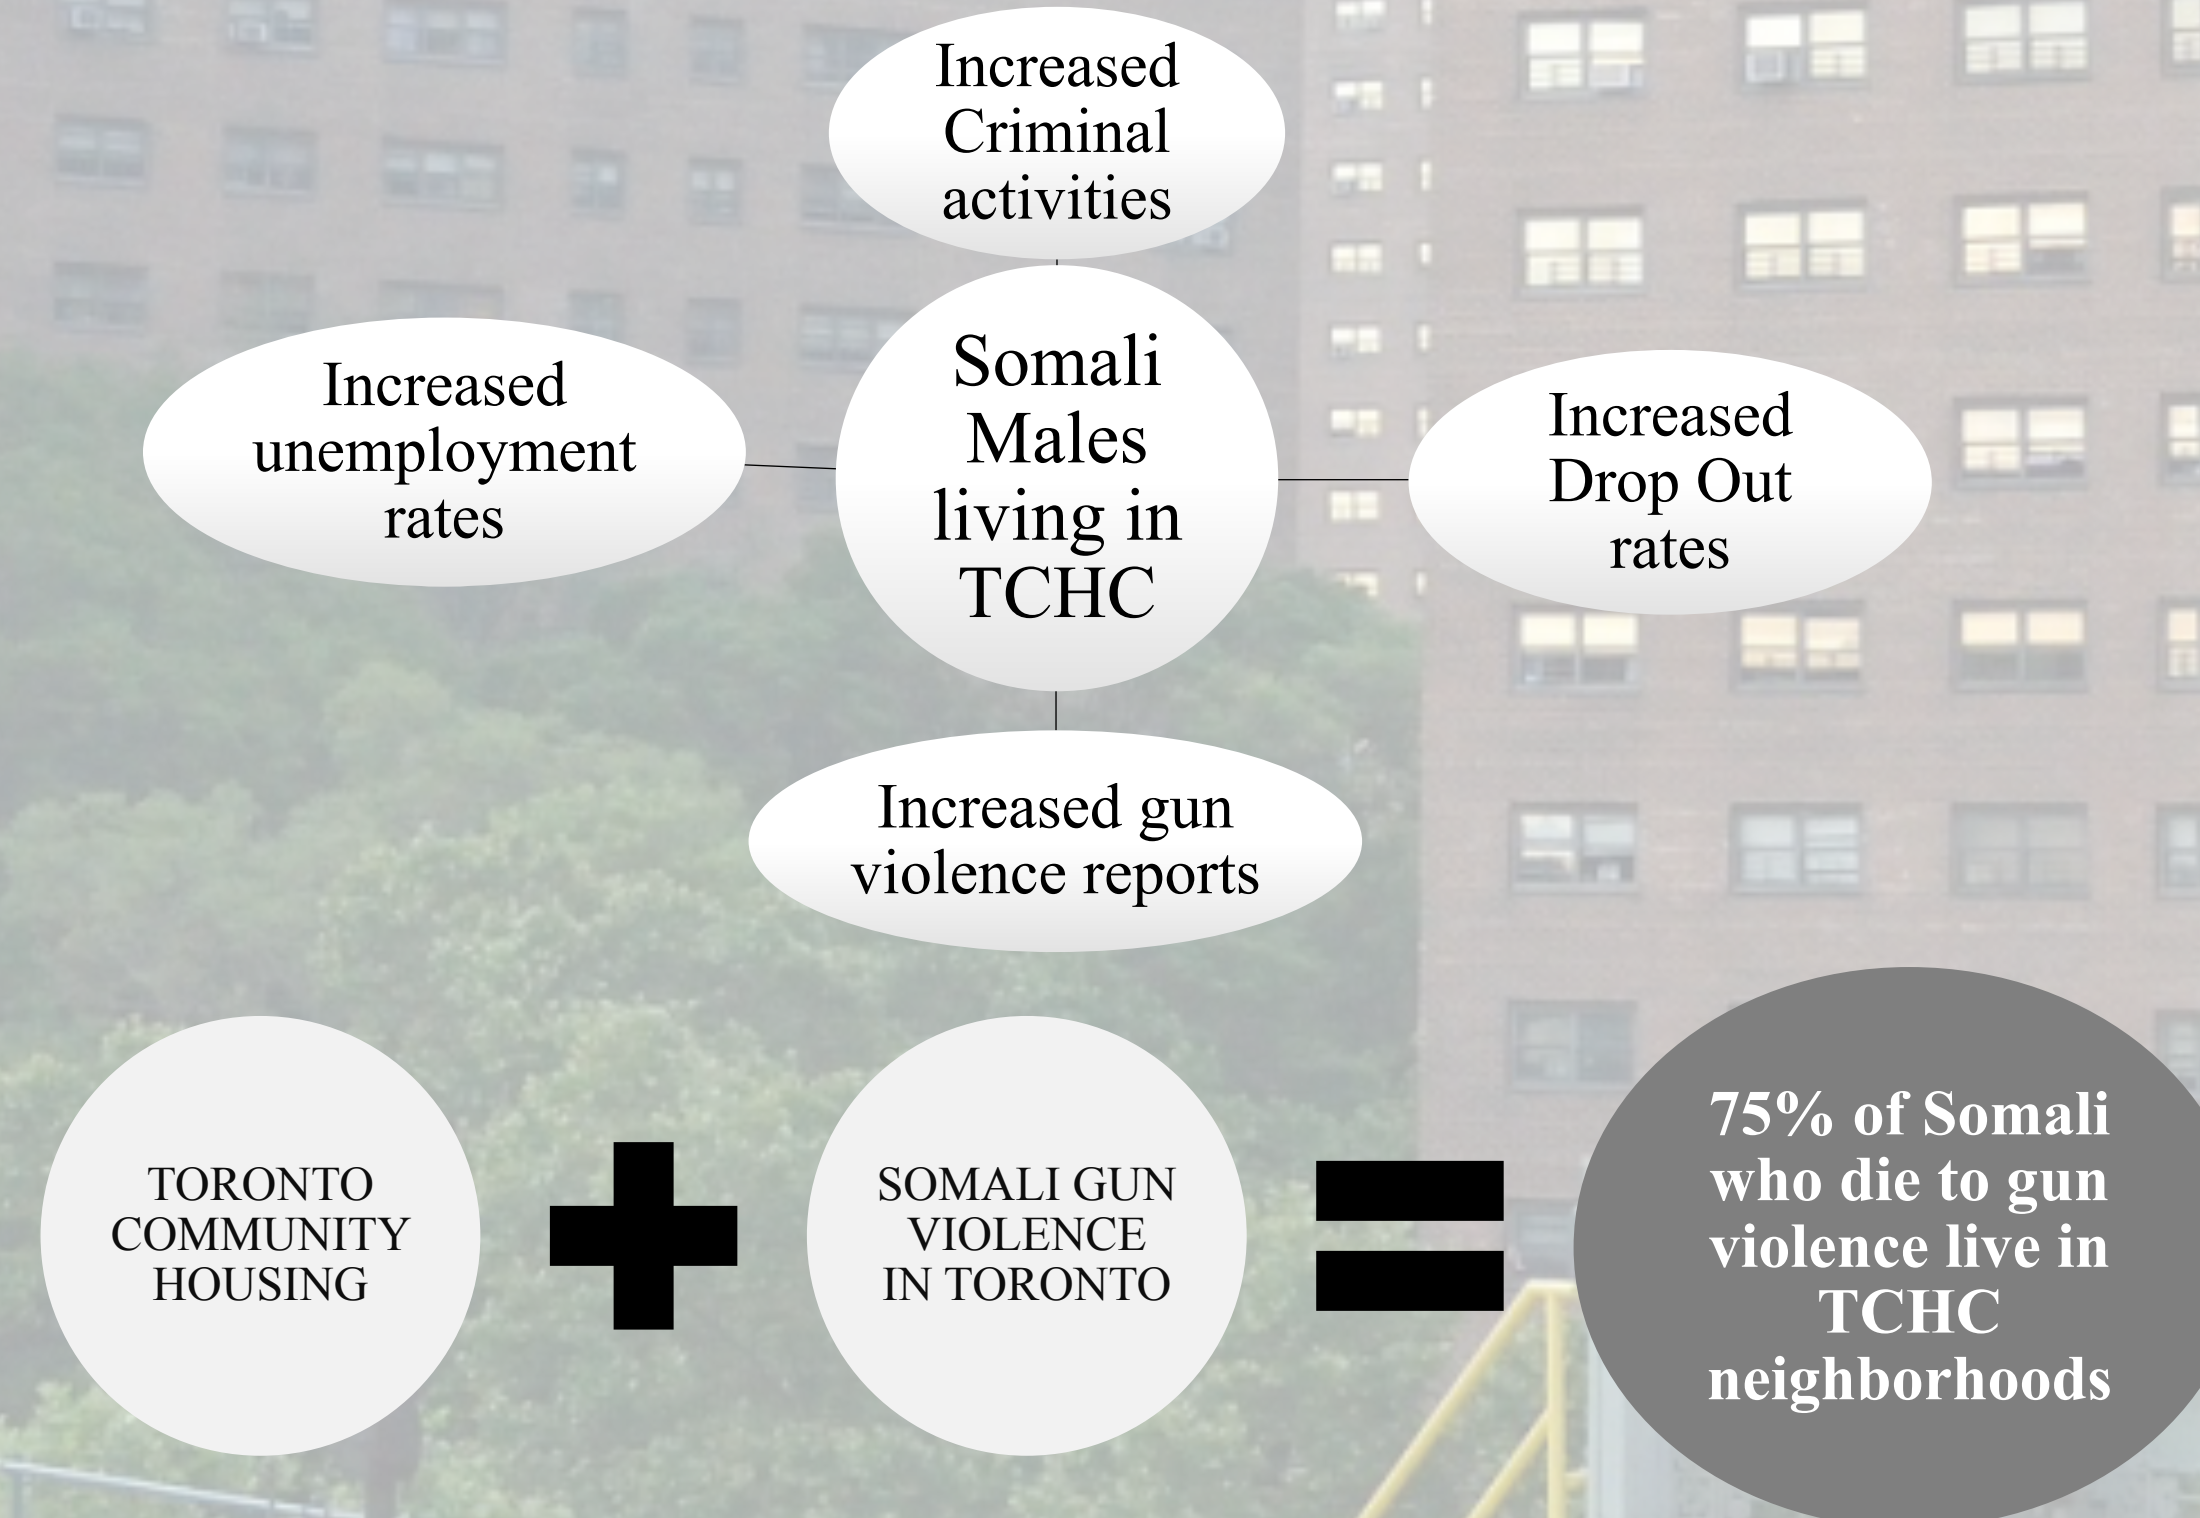 Increased
Criminal
activities
Increased
unemployment
rates
Somali
Males
living in
TCHC
Increased
Drop Out
rates
Increased gun
violence reports
TORONTO
COMMUNITY
HOUSING
SOMALI GUN
VIOLENCE
IN TORONTO
75% of Somali
who die to gun
violence live in
TCHC
neighborhoods